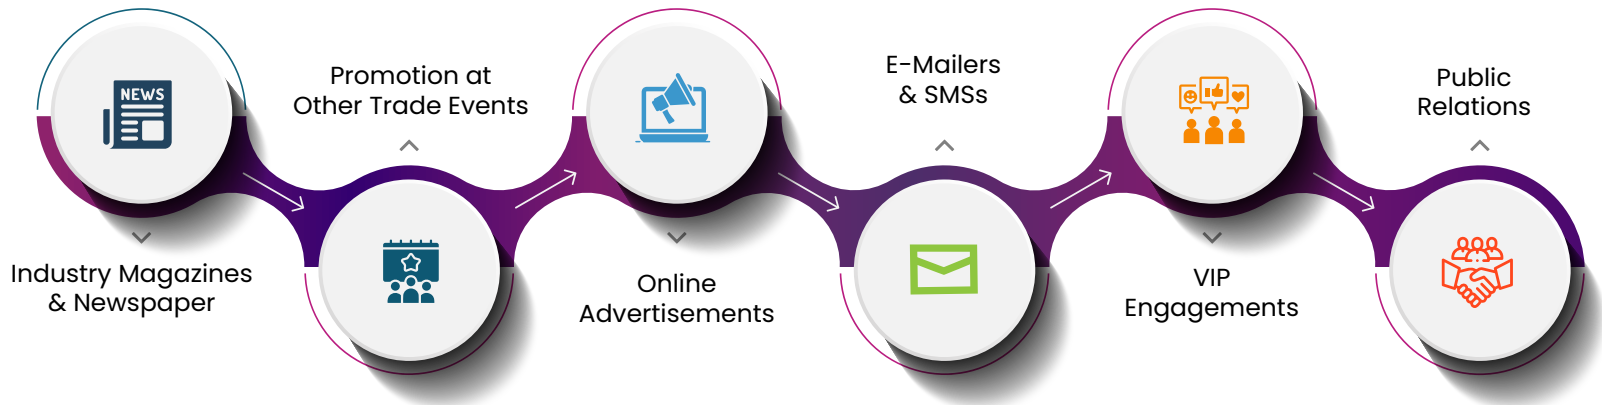 NEWS
Industry Magazines
& Newspaper
Promotion at
Other Trade Events
Online
Advertisements
E-Mailers
& SMSs
VIP
Engagements
Public
Relations